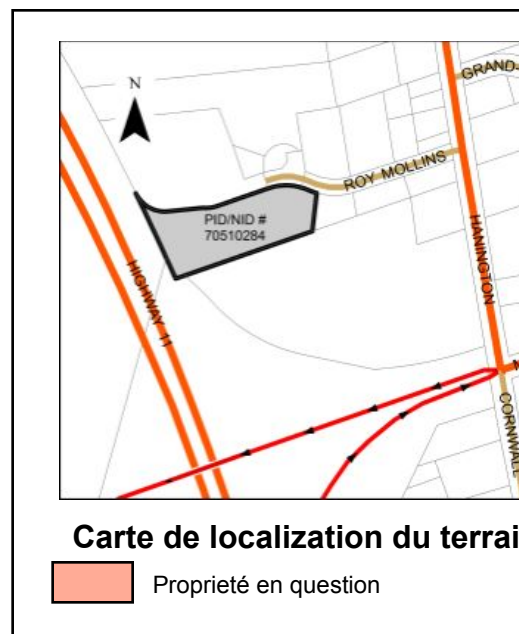 GRAND
N
ROY MOLLINS
PID/NID #
70510284
HANINGTON
HIGHWAY 11
CORNWALL
Carte de localization du terrai
Proprieté en question